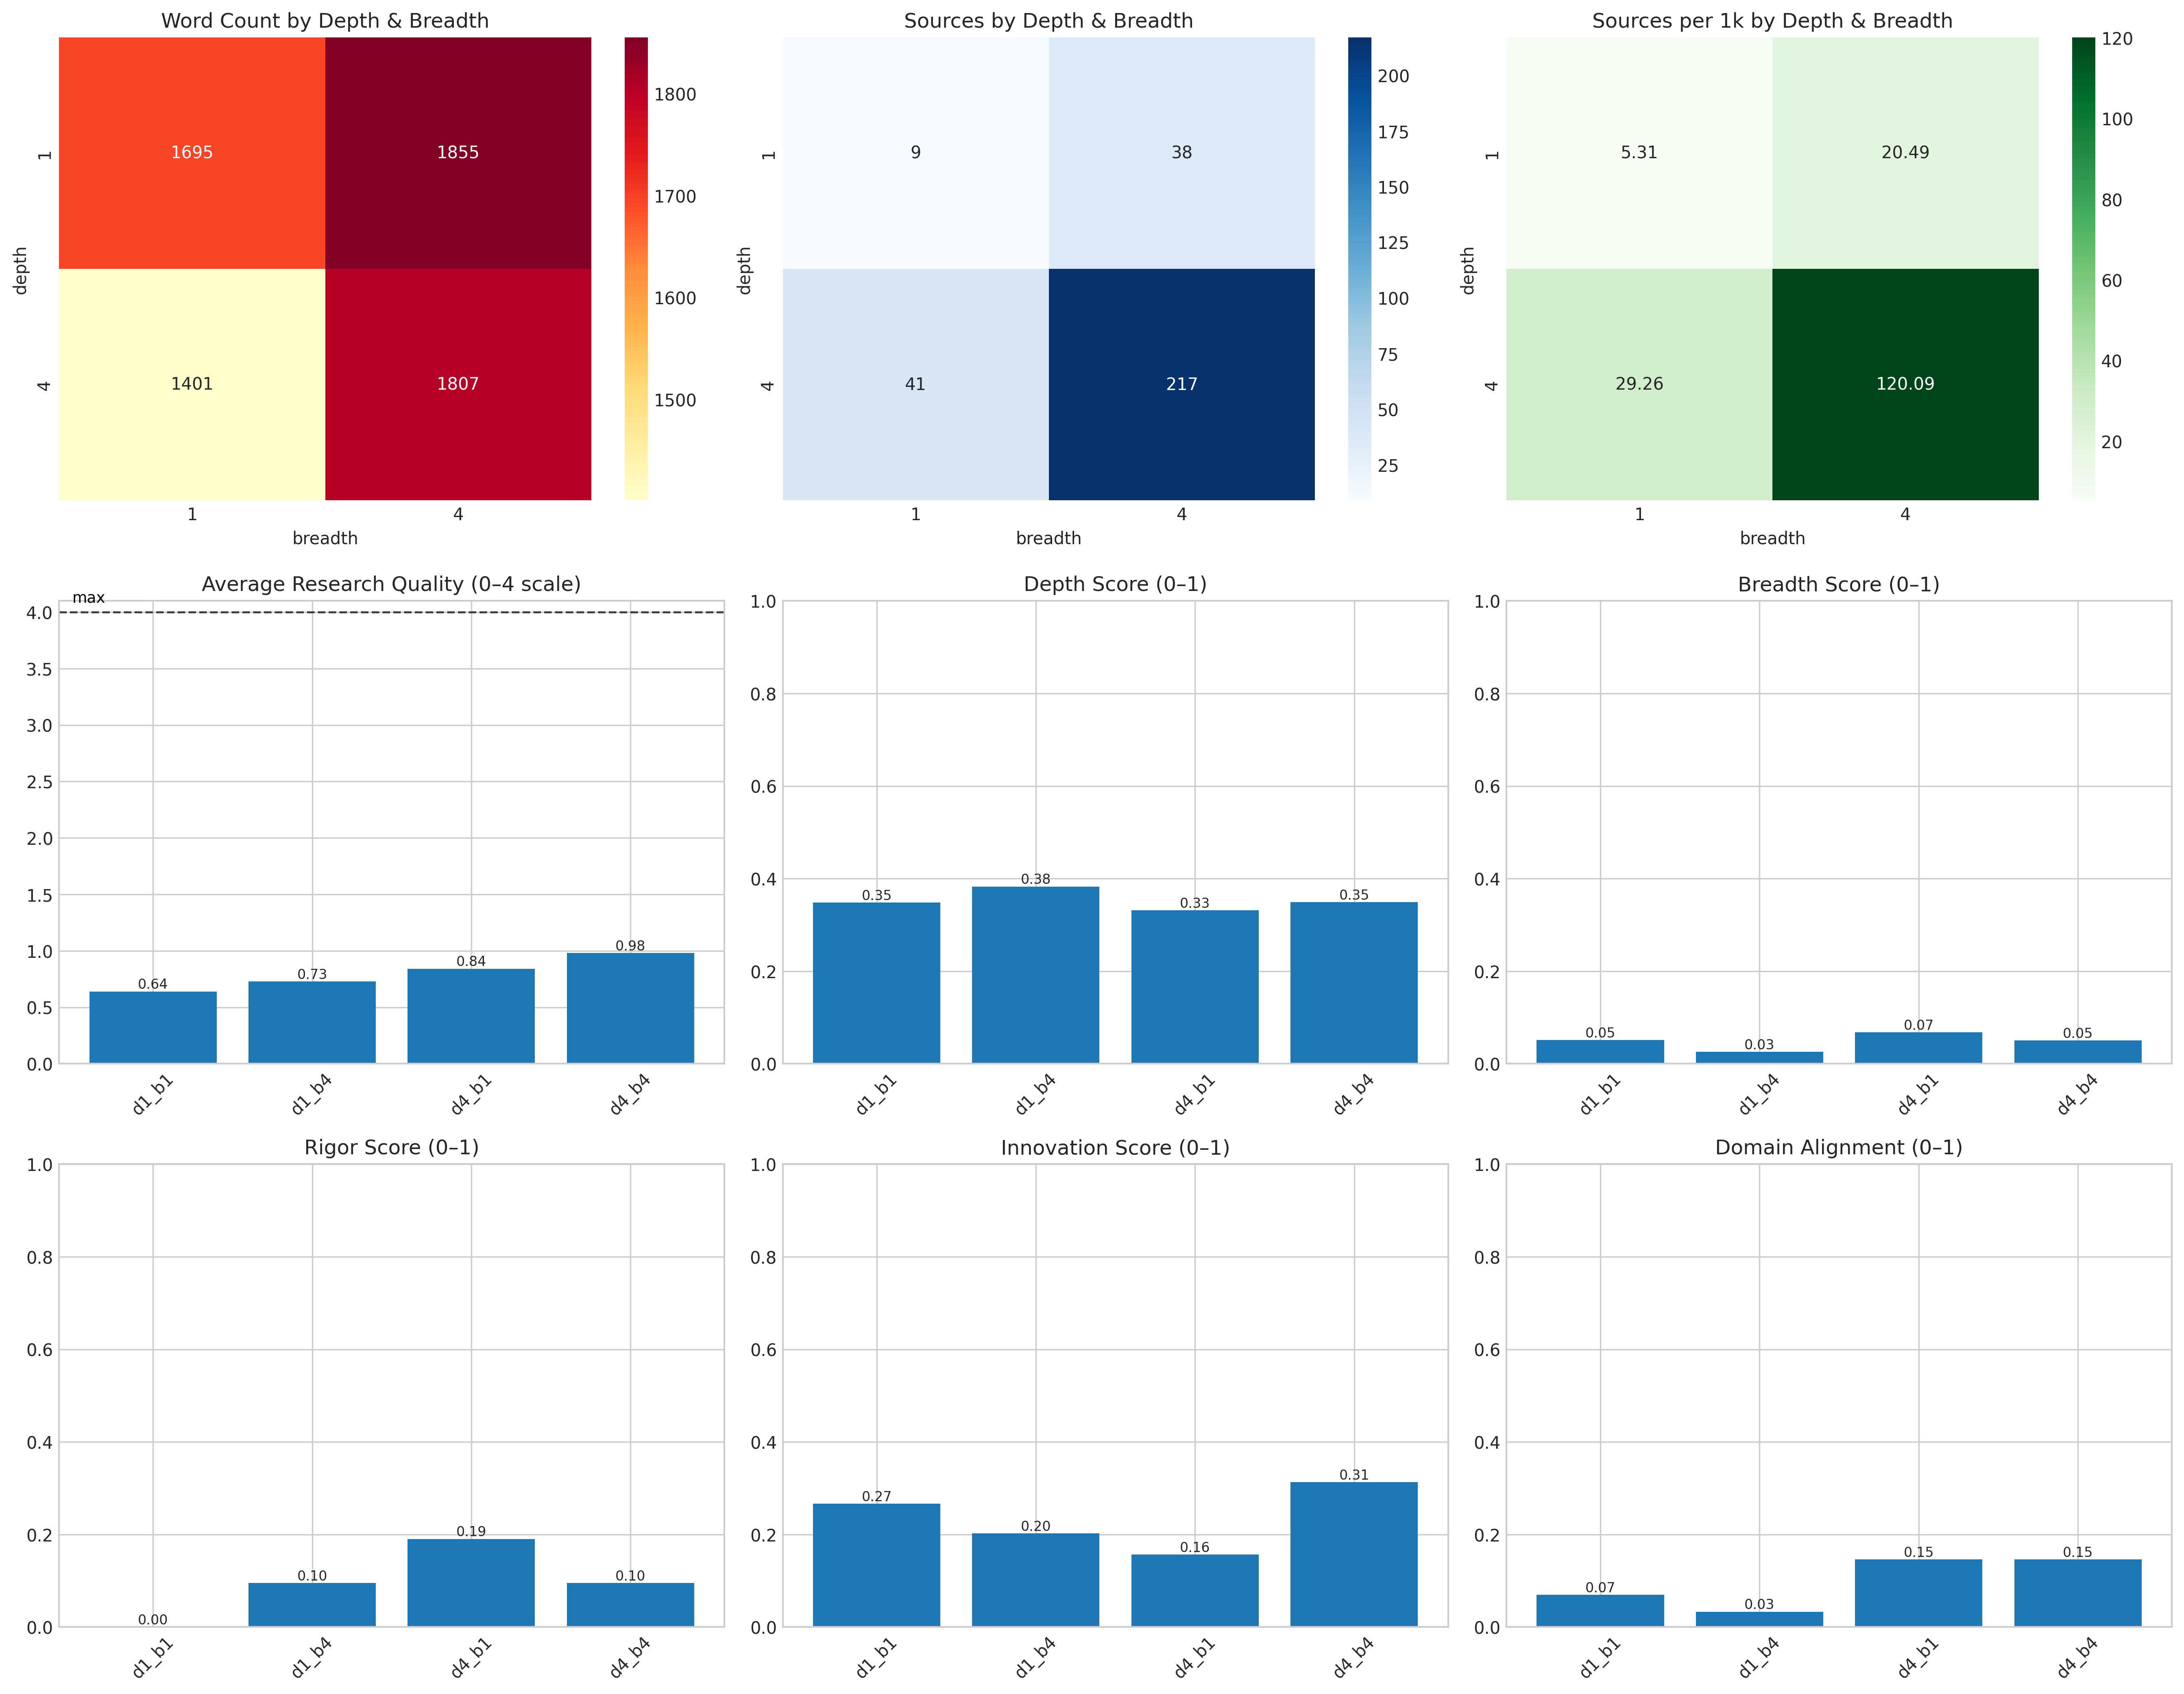 Word Count by Depth & Breadth
1695 1855
1401 1807
1
4
depth
1 4
breadth
1800
1700
1600
1500
Sources by Depth & Breadth
9 38
41 217
1
4
depth
1 4
breadth
200
175
150
125
100
75
50
25
Sources per 1k by Depth & Breadth
5.31 20.49
29.26 120.09
1
4
depth
1 4
breadth
120
100
80
60
40
20
Average Research Quality (0–4 scale)
max
4.0
3.5
3.0
2.5
2.0
1.5
1.0
0.5
0.0
0.64 0.73 0.84 0.98
d1_b1 d1_b4 d4_b1 d4_b4
Depth Score (0–1)
1.0
0.8
0.6
0.4
0.2
0.0
0.35 0.38 0.33 0.35
d1_b1 d1_b4 d4_b1 d4_b4
Breadth Score (0–1)
1.0
0.8
0.6
0.4
0.2
0.0
0.05 0.03 0.07 0.05
d1_b1 d1_b4 d4_b1 d4_b4
Rigor Score (0–1)
1.0
0.8
0.6
0.4
0.2
0.0
0.00 0.10 0.19 0.10
d1_b1 d1_b4 d4_b1 d4_b4
Innovation Score (0–1)
1.0
0.8
0.6
0.4
0.2
0.0
0.27 0.20 0.16 0.31
d1_b1 d1_b4 d4_b1 d4_b4
Domain Alignment (0–1)
1.0
0.8
0.6
0.4
0.2
0.0
0.07 0.03 0.15 0.15
d1_b1 d1_b4 d4_b1 d4_b4